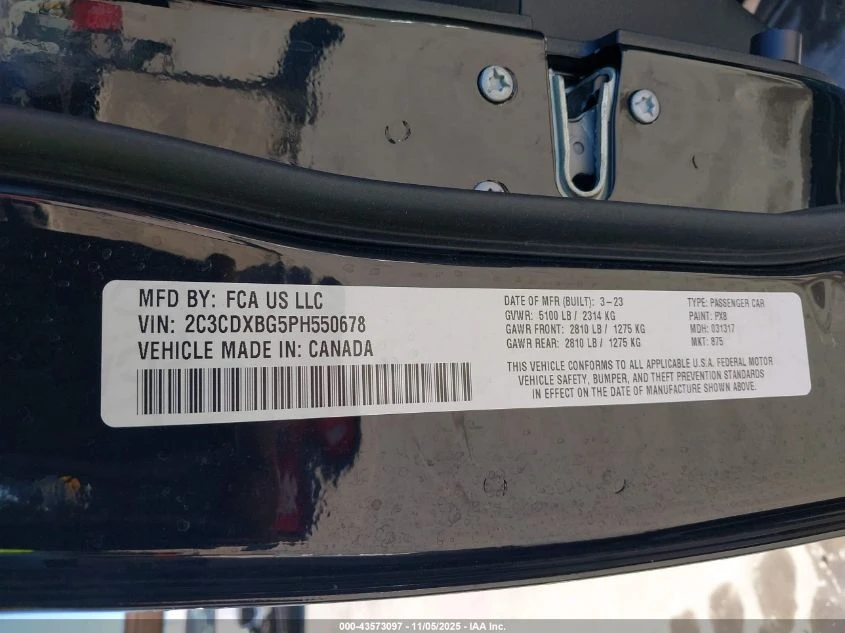 MFD BY: FCA US LLC
VIN: 2C3CDXBG5PH550678
VEHICLE MADE IN: CANADA
DATE OF MFR (BUILT): 3-23
GVWR: 5100 LB / 2314 KG
GAWR FRONT: 2810 LB / 1275 KG
GAWR REAR: 2810 LB / 1275 KG
TYPE: PASSENGER CAR
PAINT: PX8
MDH: 031317
MKT: 875
THIS VEHICLE CONFORMS TO ALL APPLICABLE U.S.A. FEDERAL MOTOR
VEHICLE SAFETY, BUMPER, AND THEFT PREVENTION STANDARDS
IN EFFECT ON THE DATE OF MANUFACTURE SHOWN ABOVE.
000-43573097 - 11/05/2025 - IAA Inc.